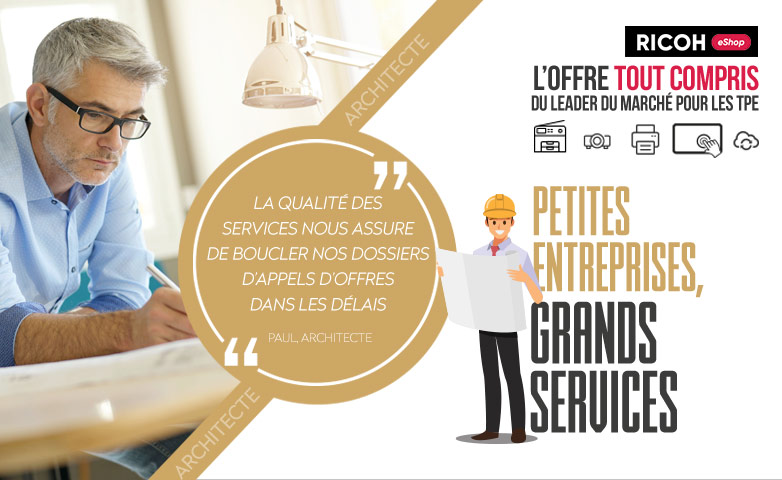 RICOH eShop
L'OFFRE TOUT COMPRIS
DU LEADER DU MARCHÉ POUR LES TPE
ARCHITECTE
LA QUALITÉ DES
SERVICES NOUS ASSURE
DE BOUCLER NOS DOSSIERS
D'APPELS D'OFFRES
DANS LES DÉLAIS
PAUL, ARCHITECTE
PETITES
ENTREPRISES,
GRANDS
SERVICES
ARCHITECTE